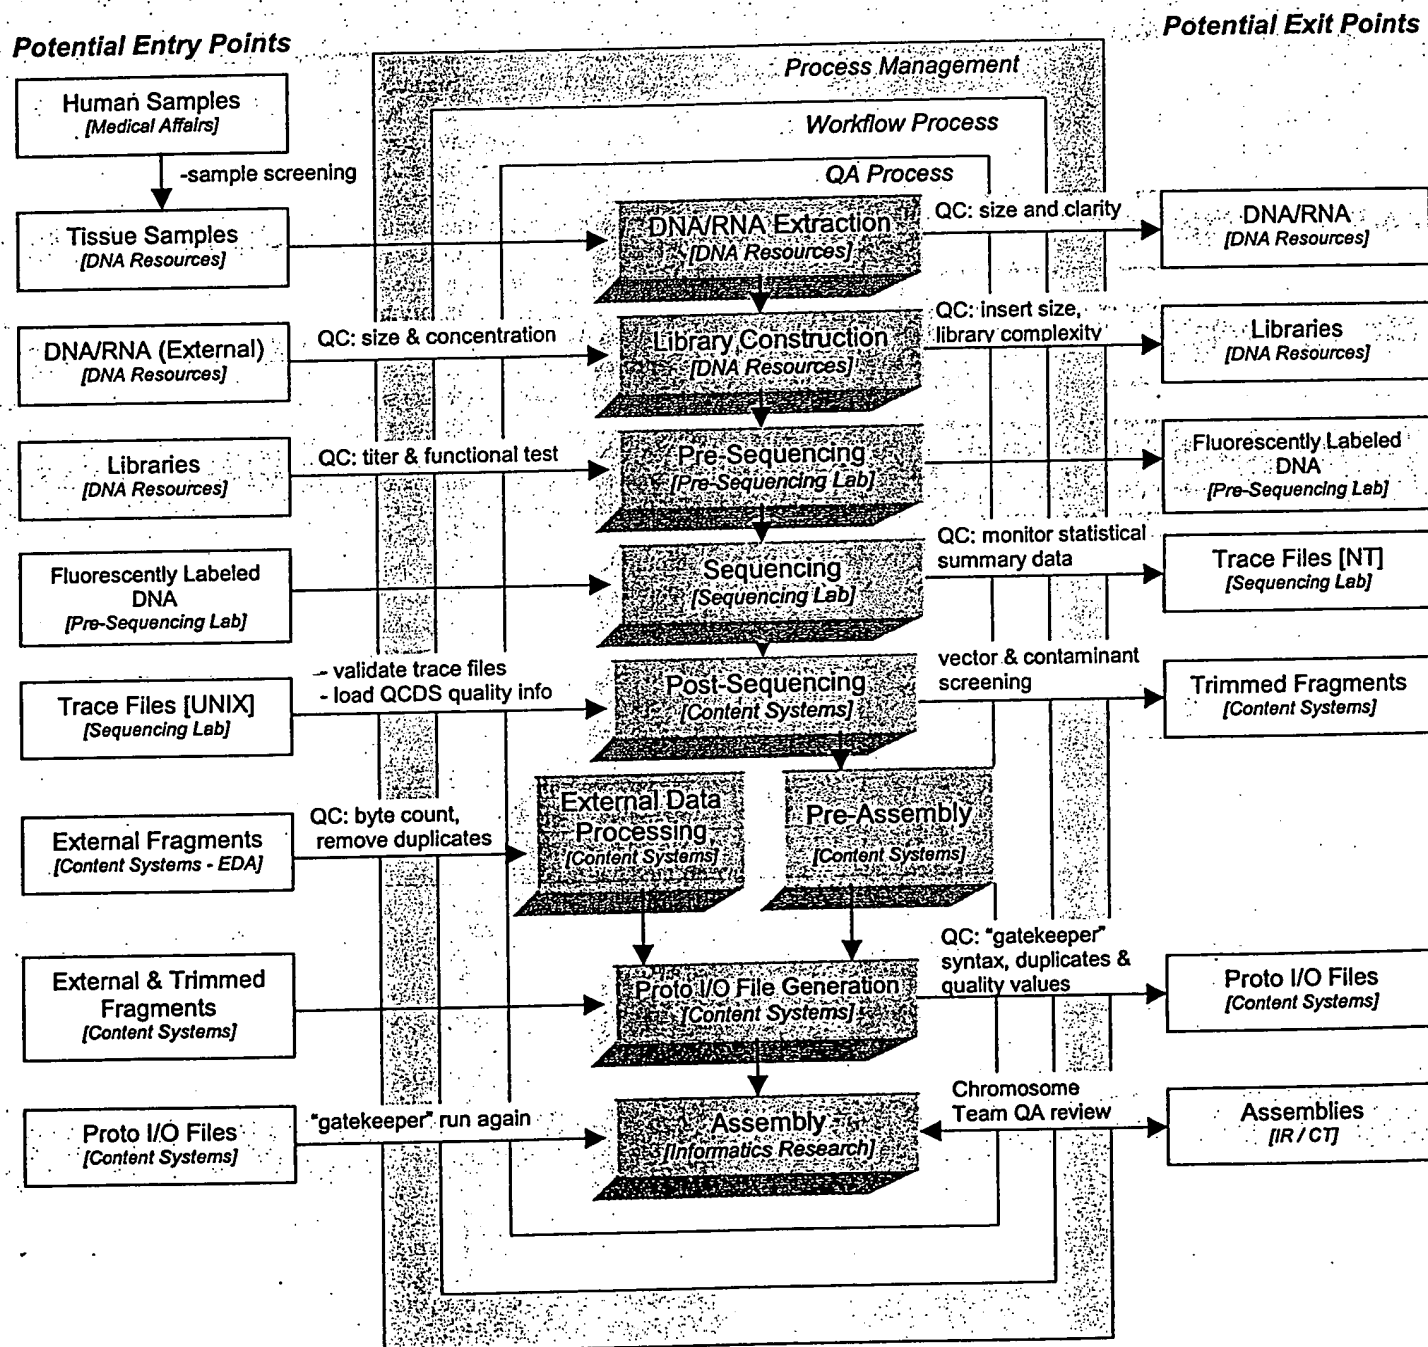 Potential Entry Points
Potential Exit Points
Process Management
Workflow Process
QA Process
Human Samples
[Medical Affairs]
-sample screening
Tissue Samples
[DNA Resources]
DNA/RNA Extraction
[DNA Resources]
QC: size and clarity
DNA/RNA
[DNA Resources]
DNA/RNA (External)
[DNA Resources]
QC: size & concentration
Library Construction
[DNA Resources]
QC: insert size,
library complexity
Libraries
[DNA Resources]
Libraries
[DNA Resources]
QC: titer & functional test
Pre-Sequencing
[Pre-Sequencing Lab]
Fluorescently Labeled
DNA
[Pre-Sequencing Lab]
Fluorescently Labeled
DNA
[Pre-Sequencing Lab]
Sequencing
[Sequencing Lab]
QC: monitor statistical
summary data
Trace Files [NT]
[Sequencing Lab]
Trace Files [UNIX]
[Sequencing Lab]
- validate trace files
- load QCDS quality info
Post-Sequencing
[Content Systems]
vector & contaminant
screening
Trimmed Fragments
[Content Systems]
External Fragments
[Content Systems - EDA]
QC: byte count,
remove duplicates
External Data
Processing
[Content Systems]
Pre-Assembly
[Content Systems]
External & Trimmed
Fragments
[Content Systems]
Proto I/O File Generation
[Content Systems]
QC: "gatekeeper"
syntax, duplicates &
quality values
Proto I/O Files
[Content Systems]
Proto I/O Files
[Content Systems]
"gatekeeper" run again
Assembly
[Informatics Research]
Chromosome
Team QA review
Assemblies
[IR / CT]